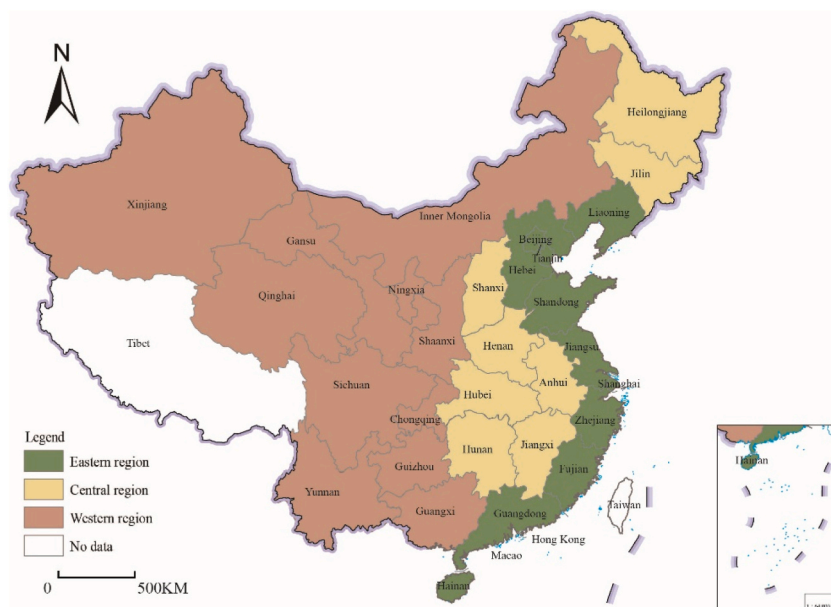 N
Heilongjiang
Jilin
Xinjiang
Inner Mongolia
Liaoning
Gansu
Beijing
Tianjin
Hebei
Qinghai
Ningxia
Shanxi
Shandong
Tibet
Shaanxi
Henan
Jiangsu
Sichuan
Hubei
Anhui
Shanghai
Chongqing
Zhejiang
Hunan
Jiangxi
Guizhou
Fujian
Yunnan
Guangxi
Guangdong
Taiwan
Hong Kong
Macao
Hainan
Legend
Eastern region
Central region
Western region
No data
0 500KM
Hainan